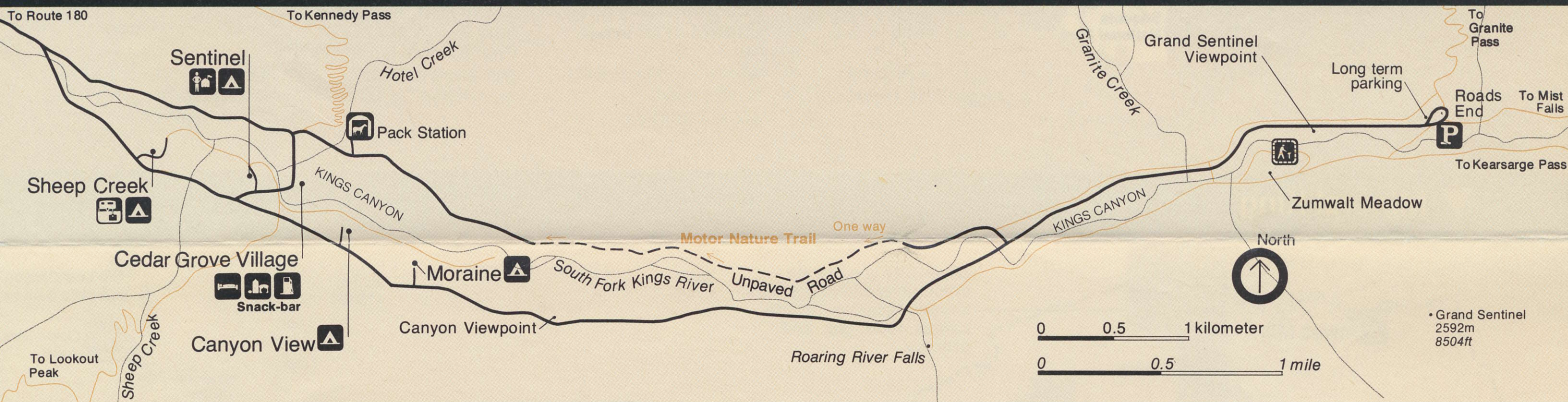 To Route 180
To Kennedy Pass
Sentinel
Hotel Creek
Pack Station
Sheep Creek
KINGS CANYON
Cedar Grove Village
Snack-bar
Canyon View
Moraine
To Lookout
Peak
Sheep Creek
Canyon Viewpoint
South Fork Kings River
Motor Nature Trail
One way
Unpaved Road
Roaring River Falls
Granite Creek
Grand Sentinel
Viewpoint
Long term
parking
To
Granite
Pass
Roads
End
To Mist
Falls
P
To Kearsarge Pass
KINGS CANYON
Zumwalt Meadow
North
0 0.5 1 kilometer
0 0.5 1 mile
Grand Sentinel
2592m
8504ft